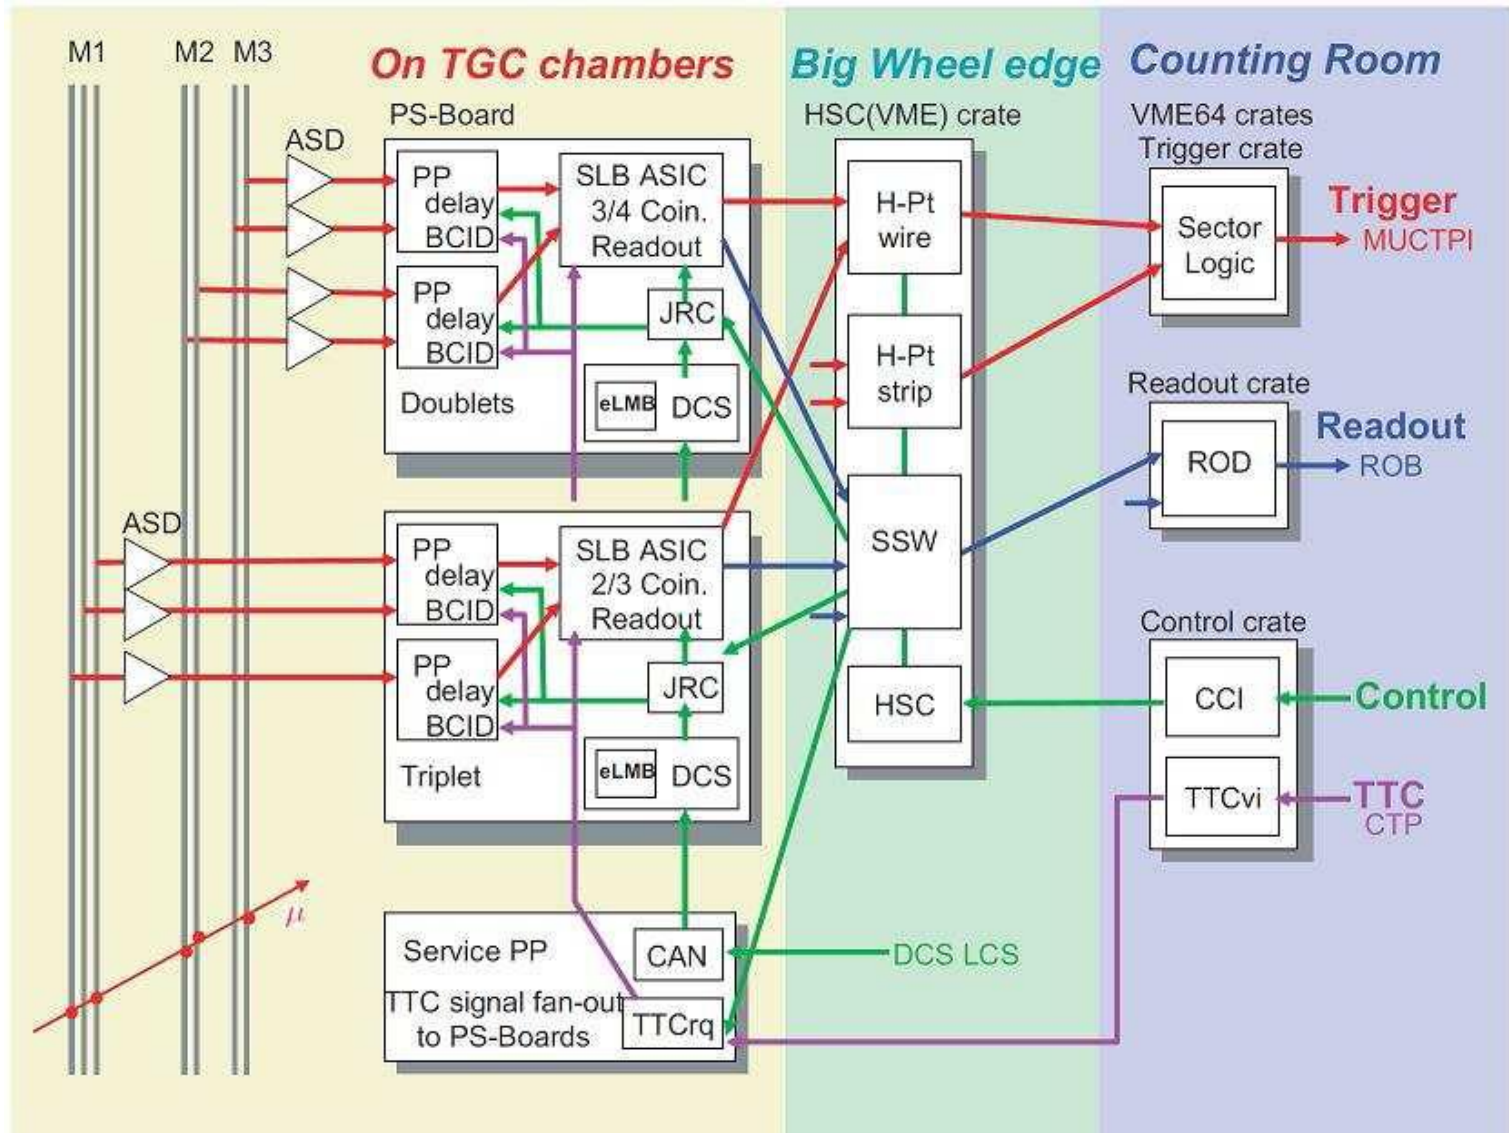 M1
M2
M3
On TGC chambers
Big Wheel edge
Counting Room
PS-Board
HSC(VME) crate
VME64 crates
Trigger crate
ASD
PP
delay
BCID
SLB ASIC
3/4 Coin.
Readout
H-Pt
wire
Sector
Logic
Trigger
MUCTPI
PP
delay
BCID
JRC
eLMB
DCS
Doublets
H-Pt
strip
Readout crate
ROD
Readout
ROB
ASD
PP
delay
BCID
SLB ASIC
2/3 Coin.
Readout
SSW
PP
delay
BCID
JRC
eLMB
DCS
Triplet
HSC
Control crate
CCI
Control
TTCvi
TTC
CTP
μ
Service PP
CAN
DCS LCS
TTC signal fan-out
to PS-Boards
TTCrq